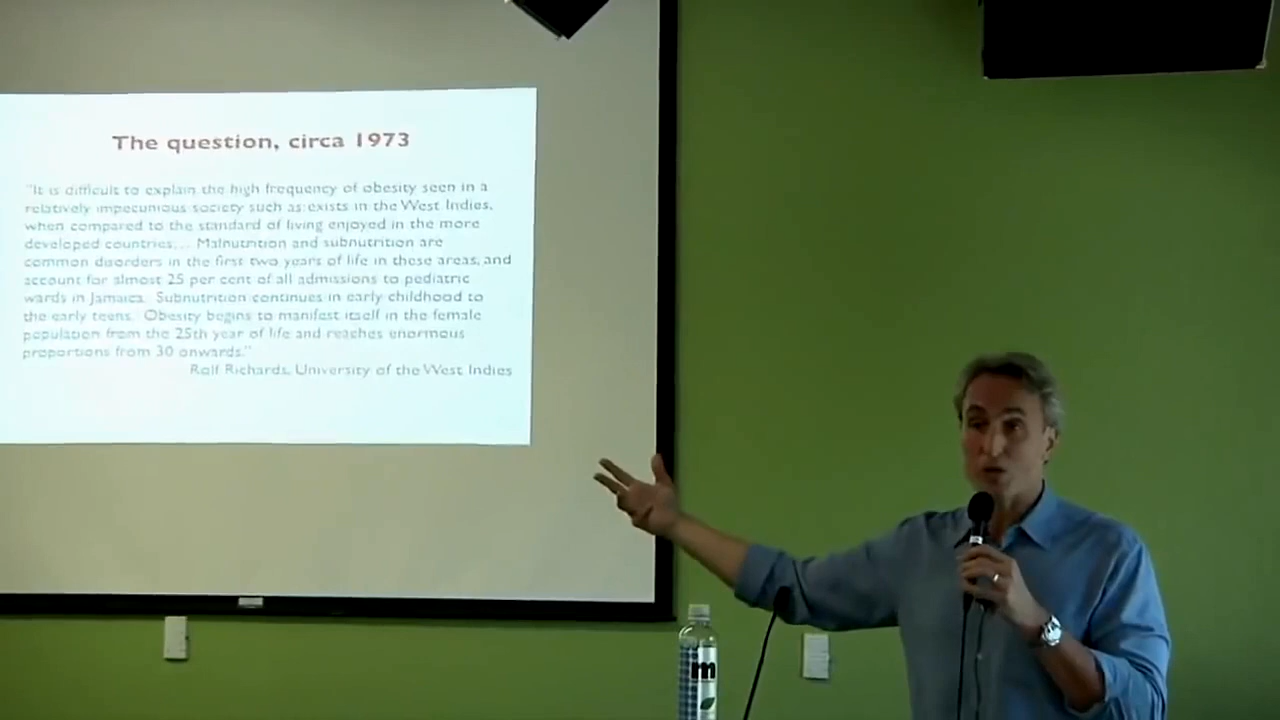 The question, circa 1973
"It is difficult to explain the high frequency of obesity seen in a
relatively impecunious society such as exists in the West Indies,
when compared to the standard of living enjoyed in the more
developed countries... Malnutrition and subnutrition are
common disorders in the first two years of life in these areas, and
account for almost 25 per cent of all admissions to pediatric
wards in Jamaica. Subnutrition continues in early childhood to
the early teens. Obesity begins to manifest itself in the female
population from the 25th year of life and reaches enormous
proportions from 30 onwards."
Rolf Richards, University of the West Indies
m